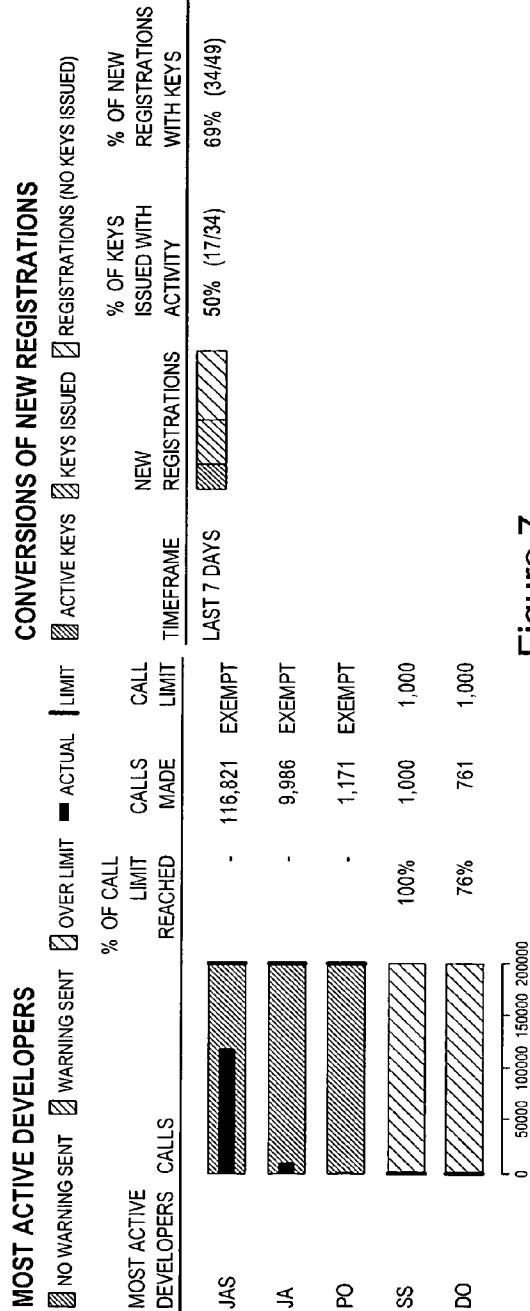 MOST ACTIVE DEVELOPERS
NO WARNING SENT WARNING SENT OVER LIMIT ACTUAL LIMIT
MOST ACTIVE DEVELOPERS CALLS % OF CALL LIMIT REACHED CALLS MADE CALL LIMIT
JAS - 116,821 EXEMPT
JA - 9,986 EXEMPT
PO - 1,171 EXEMPT
SS 100% 1,000 1,000
DO 76% 761 1,000
0 50000 100000 150000 200000
CONVERSIONS OF NEW REGISTRATIONS
ACTIVE KEYS KEYS ISSUED REGISTRATIONS (NO KEYS ISSUED)
TIMEFRAME NEW REGISTRATIONS % OF KEYS ISSUED WITH ACTIVITY % OF NEW REGISTRATIONS WITH KEYS
LAST 7 DAYS 50% (17/34) 69% (34/49)
Figure 7